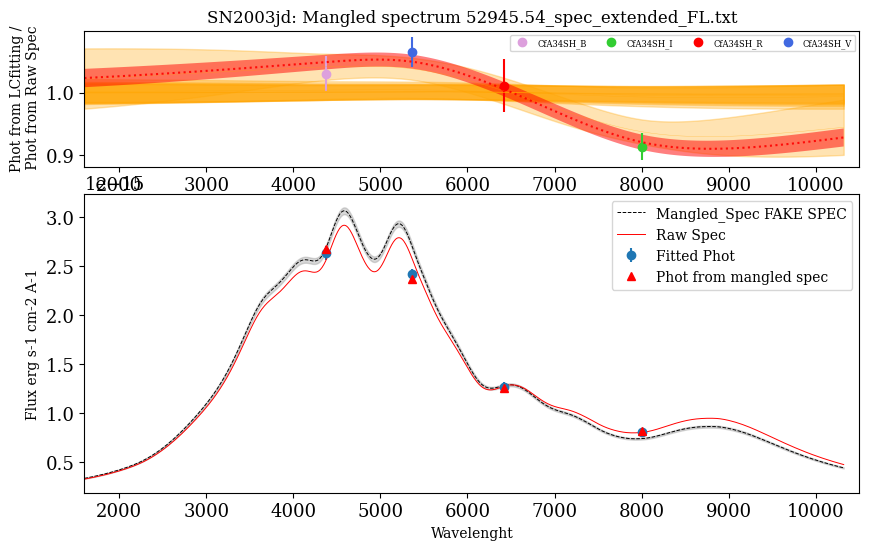 SN2003jd: Mangled spectrum 52945.54_spec_extended_FL.txt
Phot from LCfitting /
Phot from Raw Spec
CfA34SH_B CfA34SH_I CfA34SH_R CfA34SH_V
1.0
0.9
2000 3000 4000 5000 6000 7000 8000 9000 10000
Flux erg s-1 cm-2 A-1
Mangled_Spec FAKE SPEC
Raw Spec
Fitted Phot
Phot from mangled spec
3.0
2.5
2.0
1.5
1.0
0.5
2000 3000 4000 5000 6000 7000 8000 9000 10000
Wavelenght